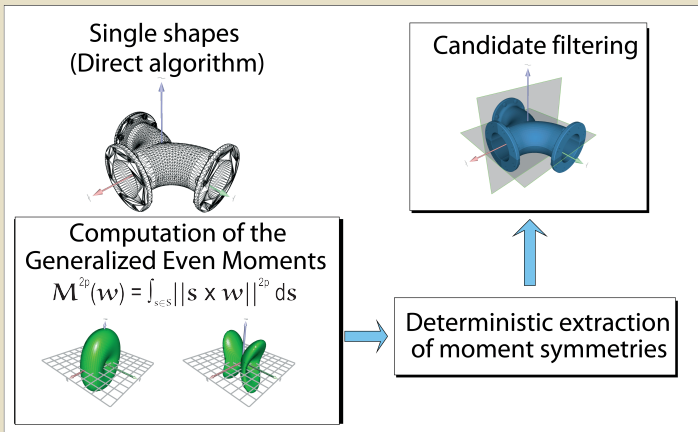 Single shapes
(Direct algorithm)
Candidate filtering
Computation of the
Generalized Even Moments
M²ᵖ(w) = ∫ₛ∈S ||s x w||²ᵖ ds
Deterministic extraction
of moment symmetries